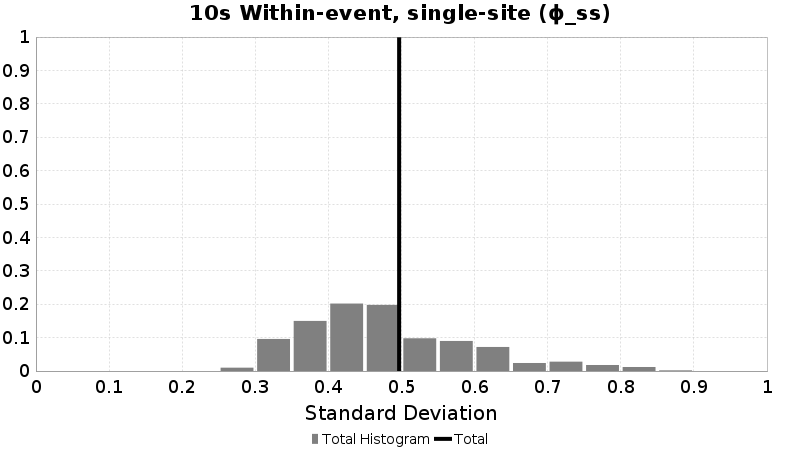 10s Within-event, single-site (ϕ_ss)
1
0.9
0.8
0.7
0.6
0.5
0.4
0.3
0.2
0.1
0
0 0.1 0.2 0.3 0.4 0.5 0.6 0.7 0.8 0.9 1
Standard Deviation
Total Histogram Total